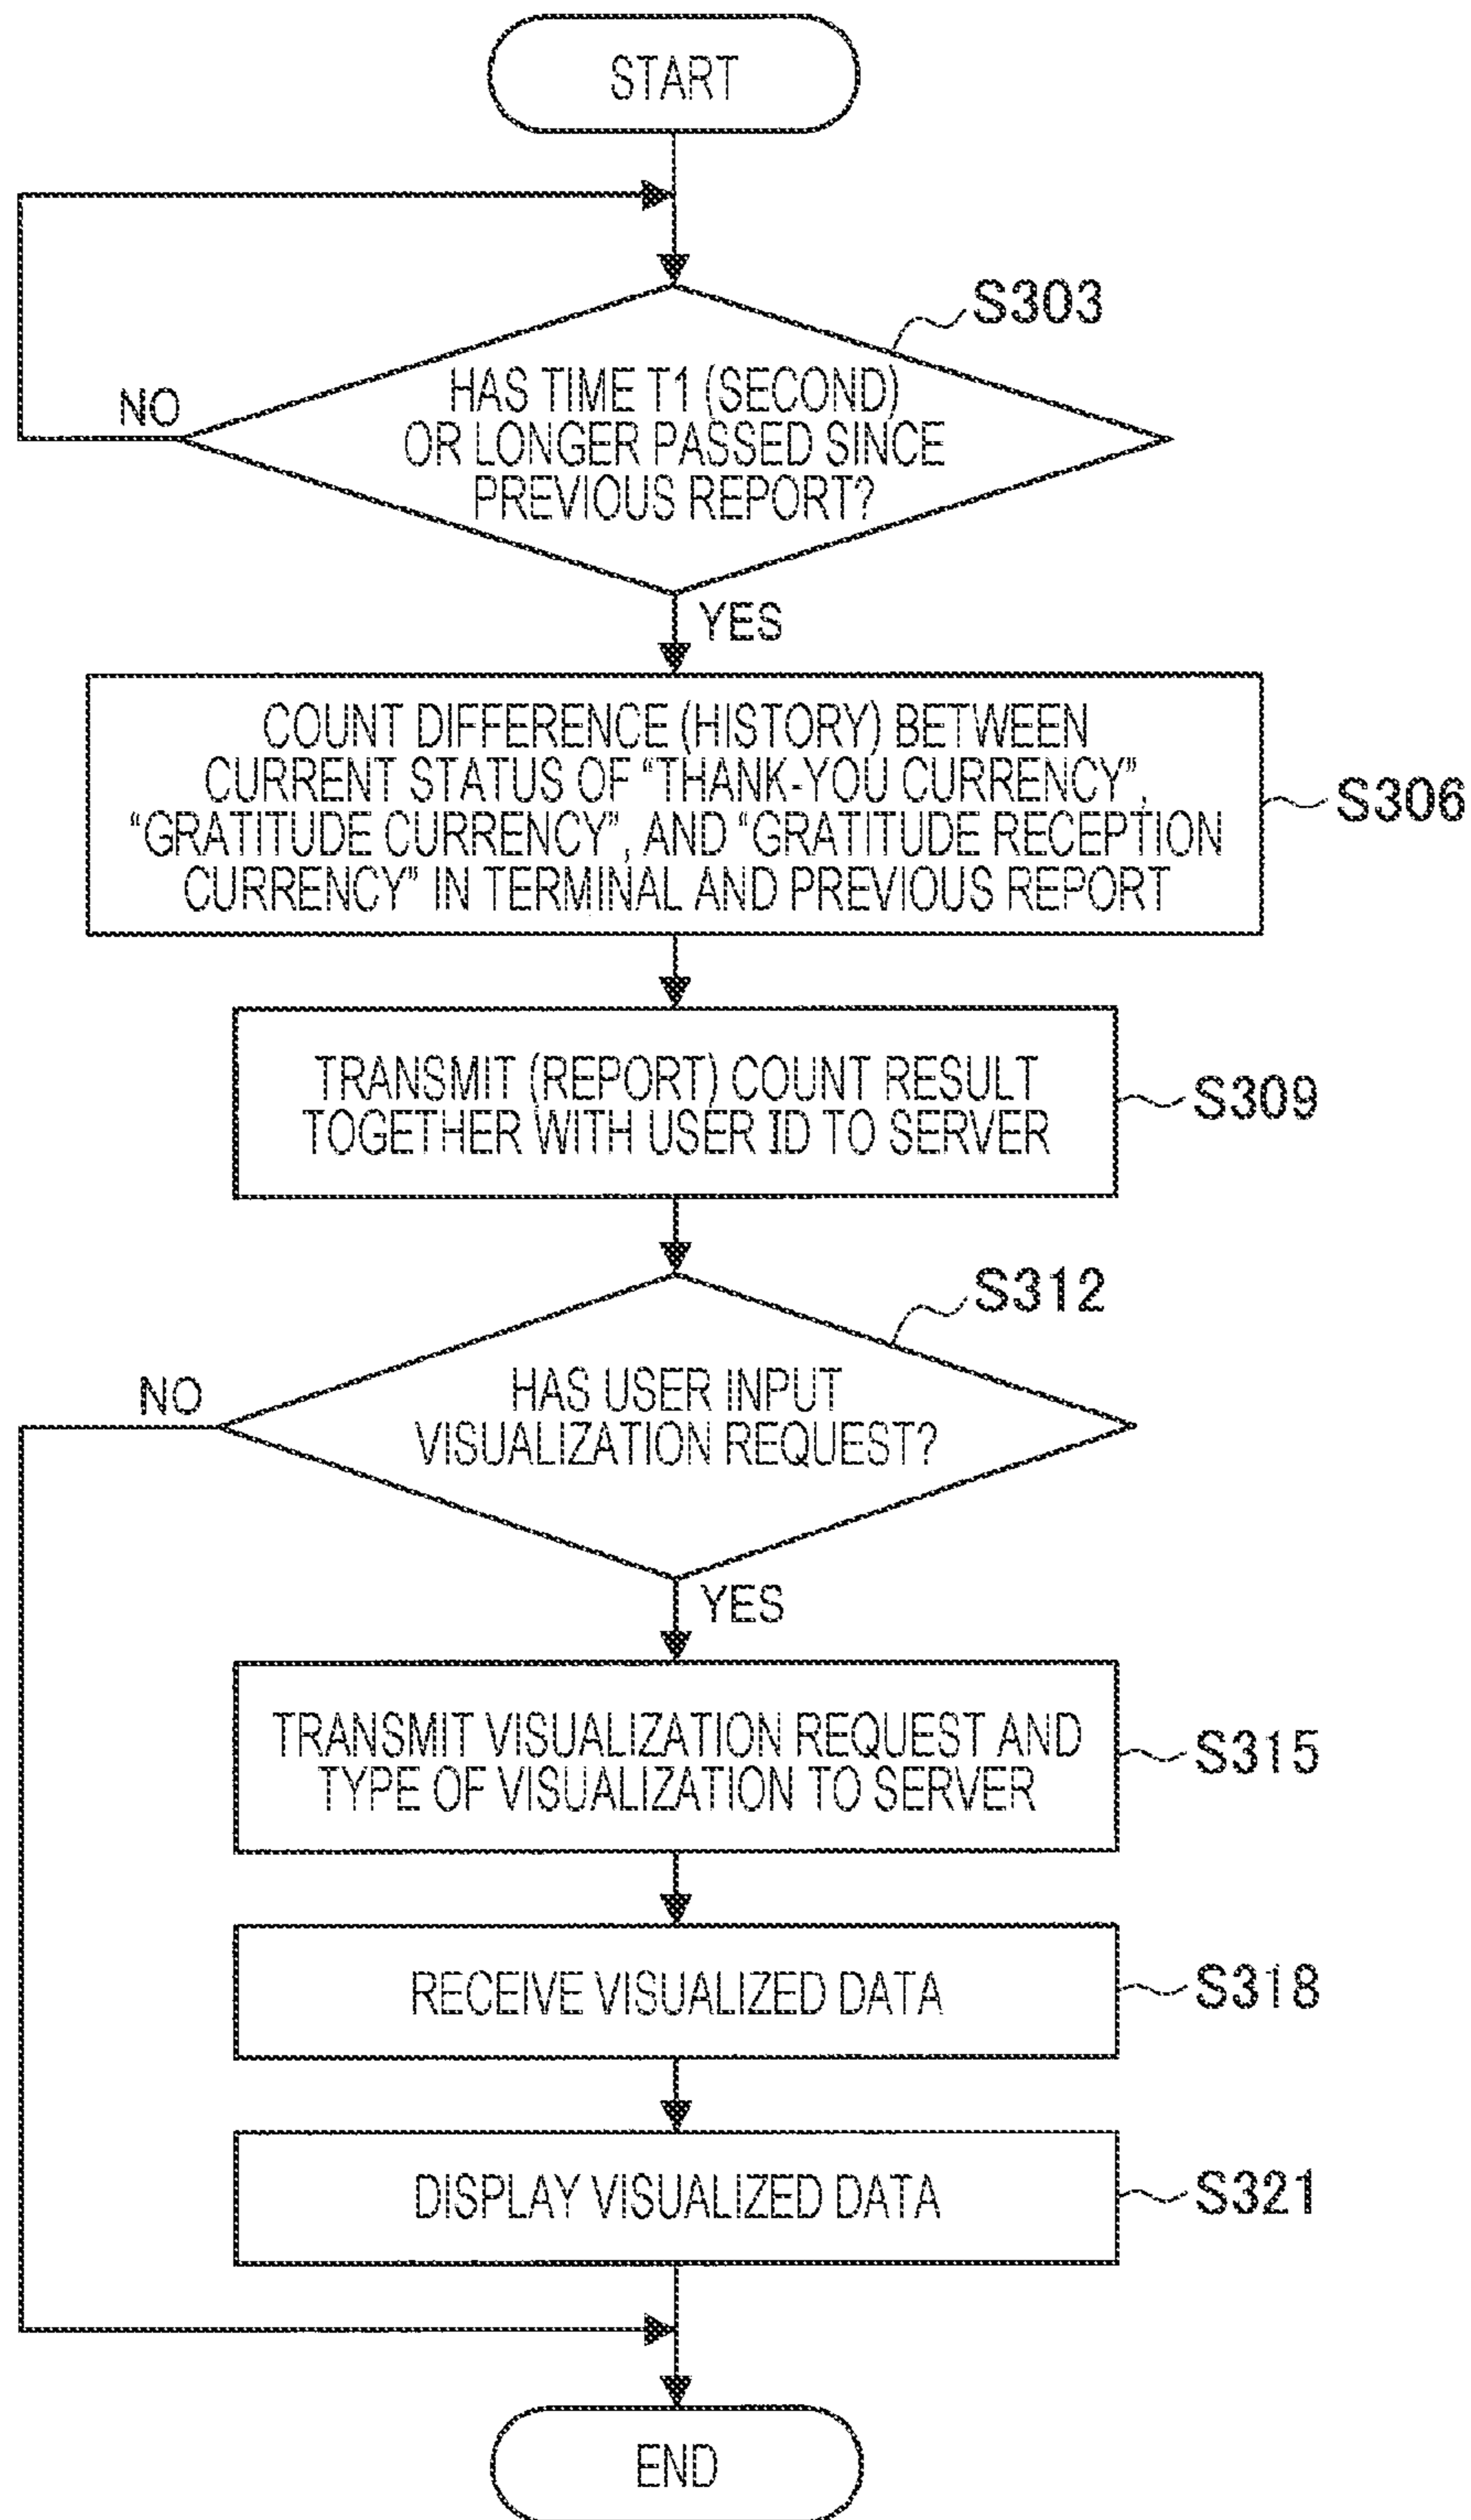 START
S303
HAS TIME T1 (SECOND)
OR LONGER PASSED SINCE
PREVIOUS REPORT?
NO
YES
COUNT DIFFERENCE (HISTORY) BETWEEN
CURRENT STATUS OF “THANK-YOU CURRENCY”,
“GRATITUDE CURRENCY”, AND “GRATITUDE RECEPTION
CURRENCY” IN TERMINAL AND PREVIOUS REPORT
S306
TRANSMIT (REPORT) COUNT RESULT
TOGETHER WITH USER ID TO SERVER
S309
S312
HAS USER INPUT
VISUALIZATION REQUEST?
NO
YES
TRANSMIT VISUALIZATION REQUEST AND
TYPE OF VISUALIZATION TO SERVER
S315
RECEIVE VISUALIZED DATA
S318
DISPLAY VISUALIZED DATA
S321
END